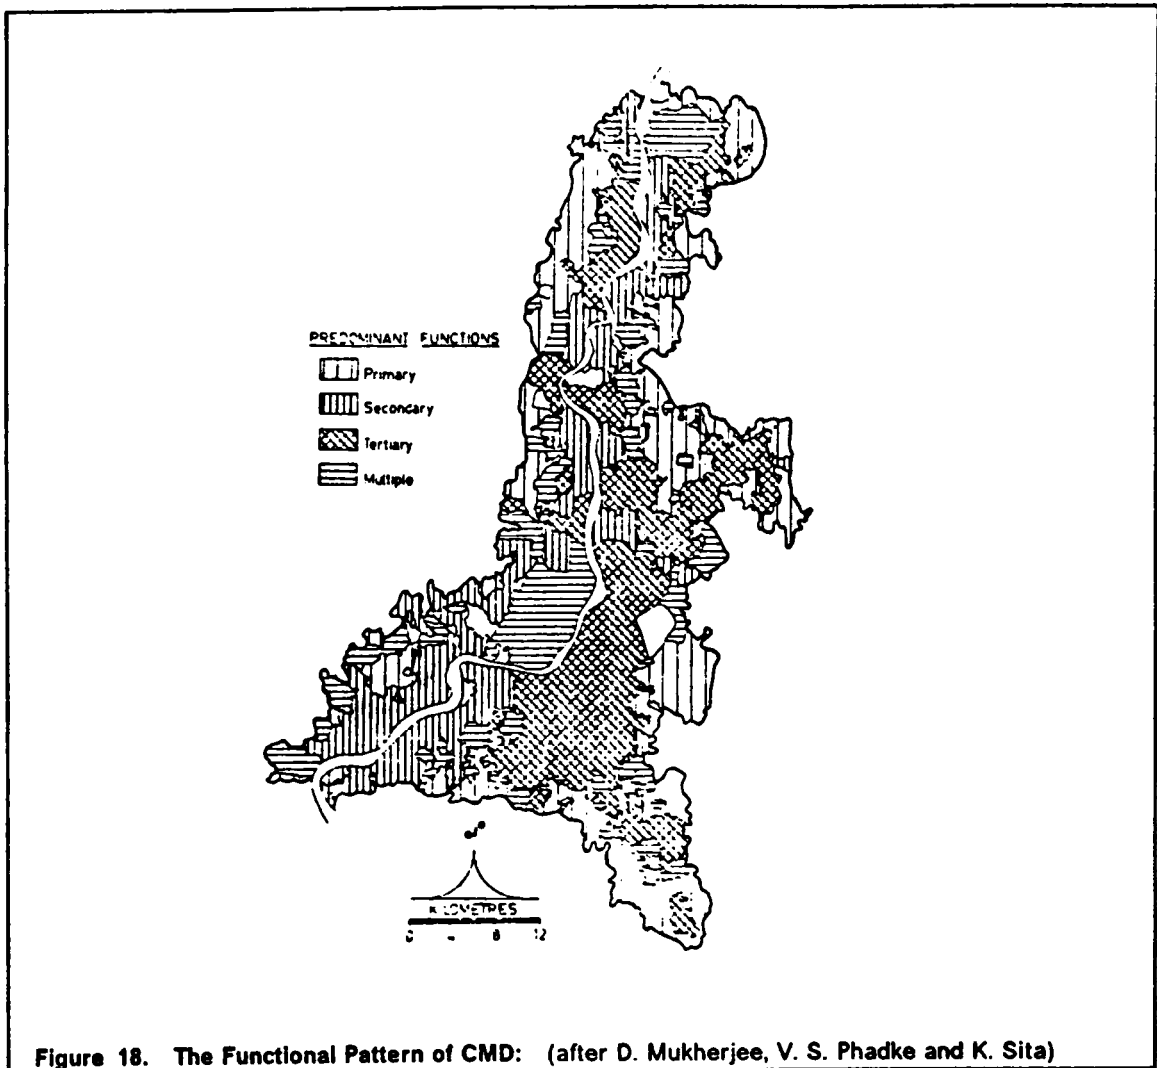 PREDOMINANT FUNCTIONS
Primary
Secondary
Tertiary
Multiple
KILOMETRES
0 4 8 12
Figure 18. The Functional Pattern of CMD: (after D. Mukherjee, V. S. Phadke and K. Sita)